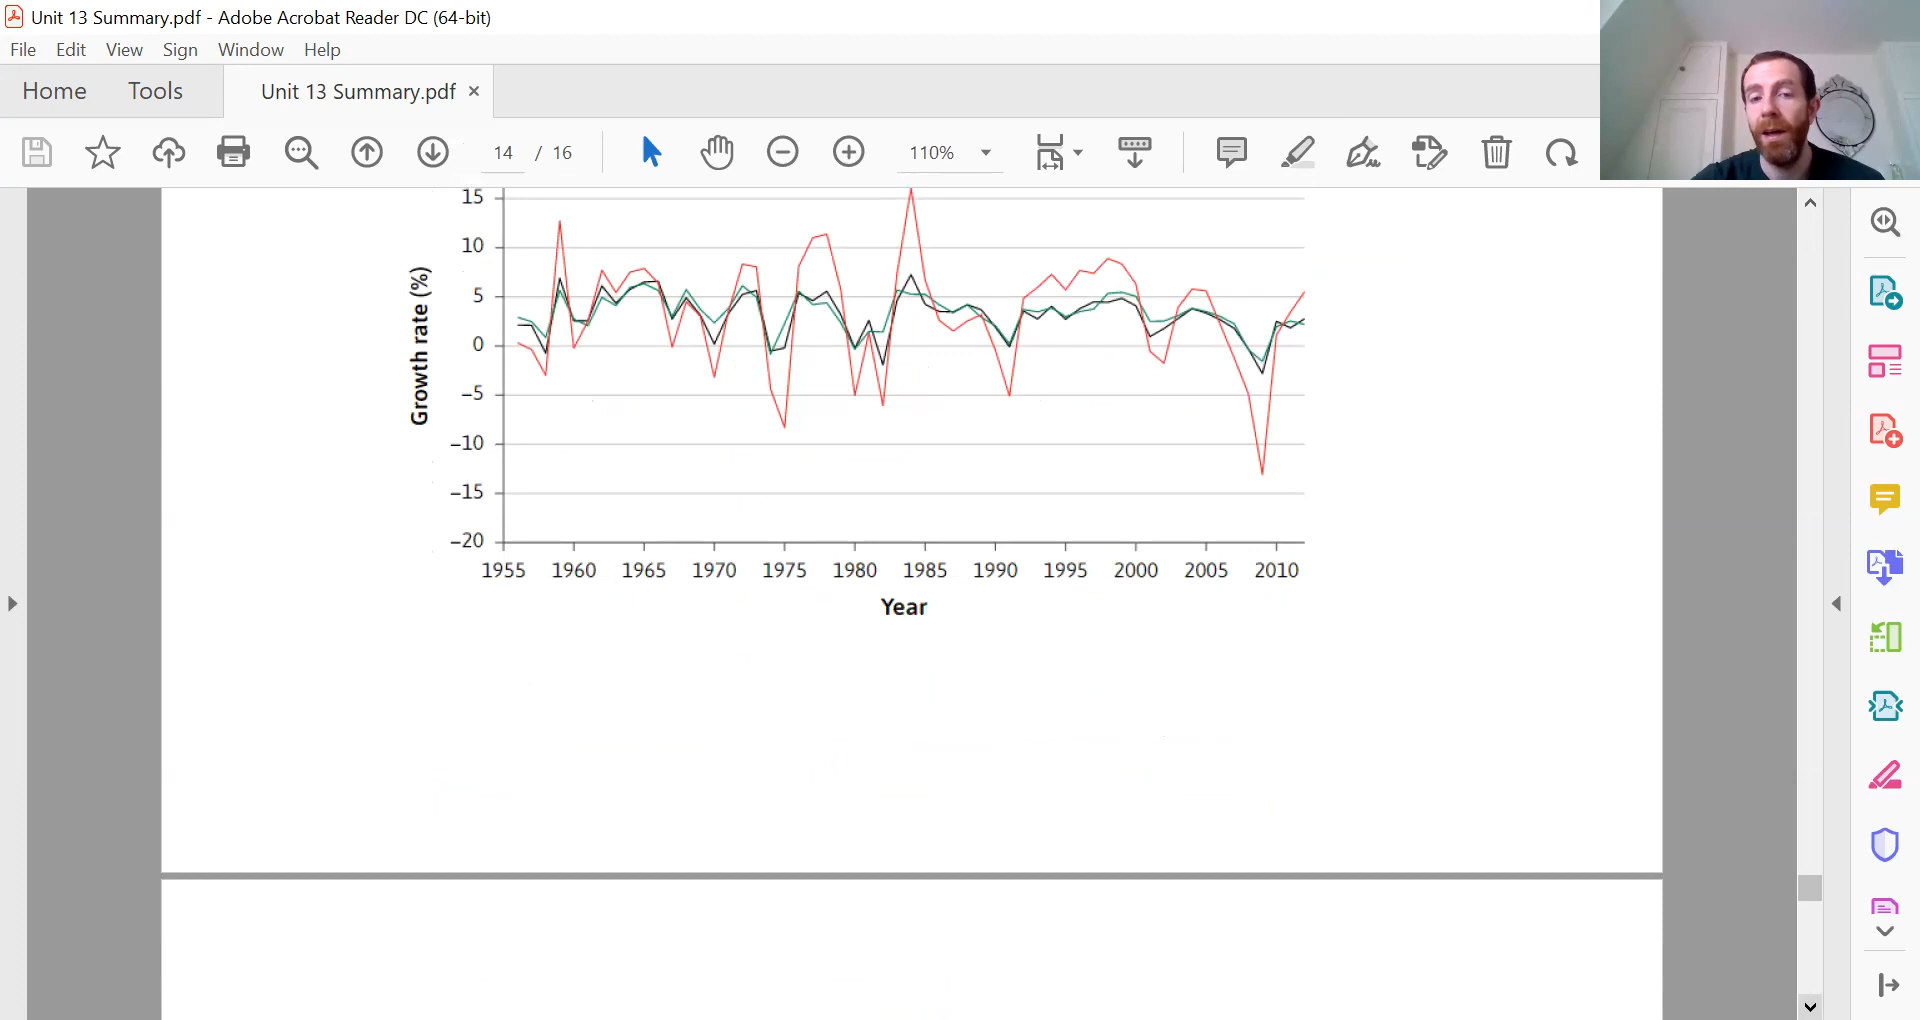 Unit 13 Summary.pdf - Adobe Acrobat Reader DC (64-bit)
File Edit View Sign Window Help
Home Tools Unit 13 Summary.pdf ×
14 / 16 110%
15
10
5
0
–5
–10
–15
–20
Growth rate (%)
1955 1960 1965 1970 1975 1980 1985 1990 1995 2000 2005 2010
Year